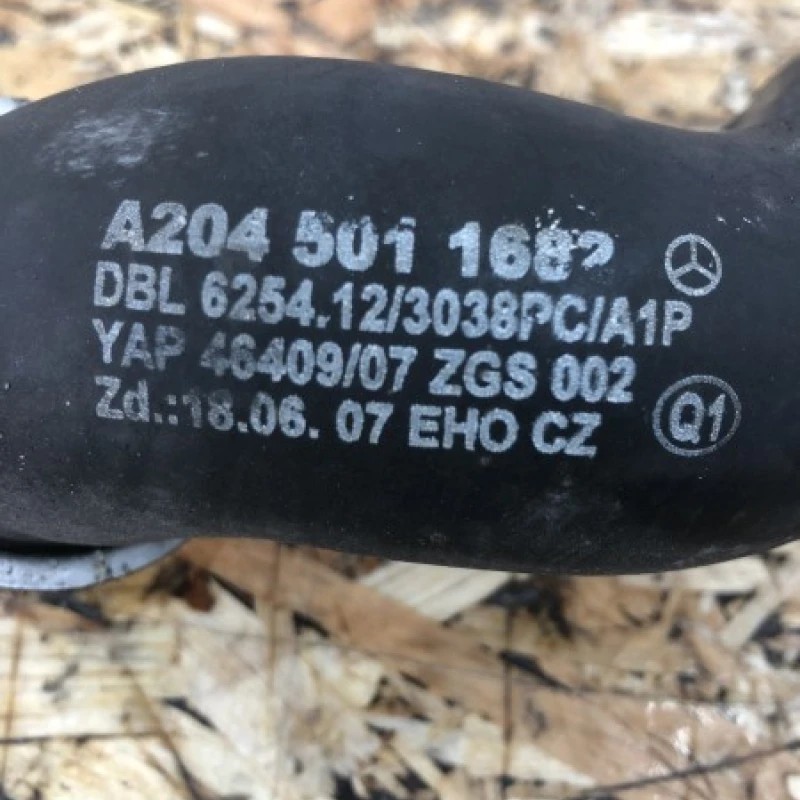 A204 501
DBL 6254.12/3038PC/A1P
YAP 46409/07 ZGS 002
Zd.:18.06. 07 EHO CZ
Q1